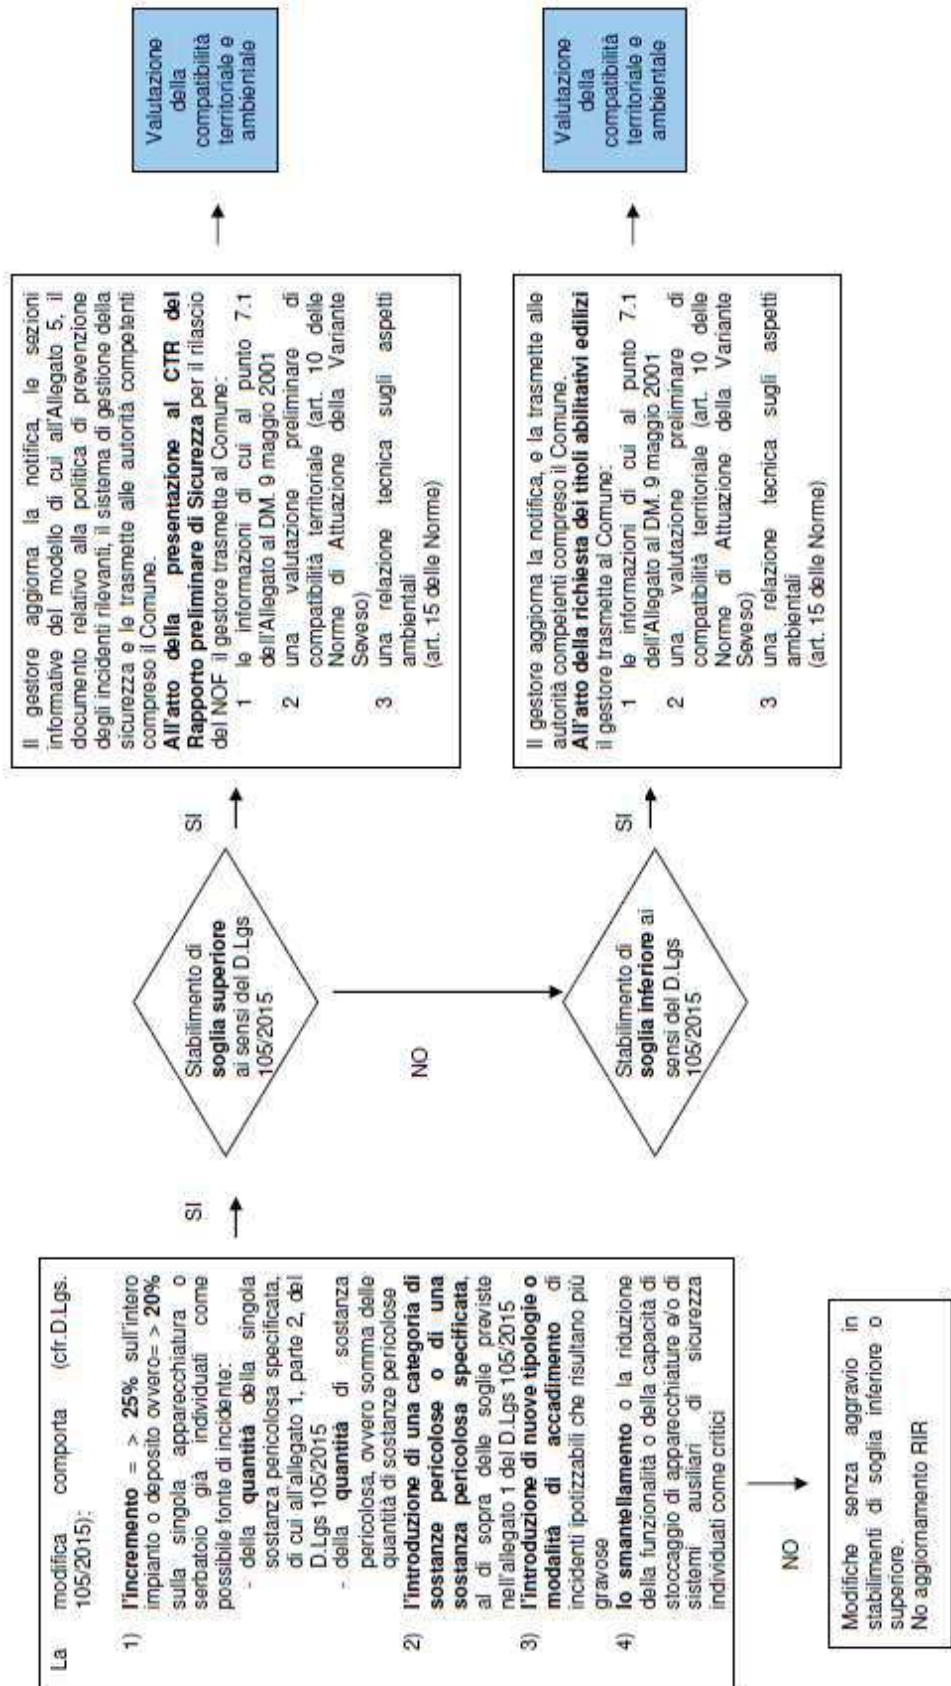 La modifica comporta (cfr.D.Lgs.
105/2015):
1) l'incremento = > 25% sull'intero
impianto o deposito ovvero= > 20%
sulla singola apparecchiatura o
serbatoio già individuati come
possibile fonte di incidente:
- della quantità della singola
sostanza pericolosa specificata,
di cui all'allegato 1, parte 2, del
D.Lgs 105/2015
- della quantità di sostanza
pericolosa, ovvero somma delle
quantità di sostanze pericolose
2) l'introduzione di una categoria di
sostanze pericolose o di una
sostanza pericolosa specificata,
al di sopra delle soglie previste
nell'allegato 1 del D.Lgs 105/2015
3) l'introduzione di nuove tipologie o
modalità di accadimento di
incidenti ipotizzabili che risultano più
gravose
4) lo smantellamento o la riduzione
della funzionalità o della capacità di
stoccaggio di apparecchiature e/o di
sistemi ausiliari di sicurezza
individuati come critici
NO
Modifiche senza aggravio in
stabilimenti di soglia inferiore o
superiore.
No aggiornamento RIR
SI
Stabilimento di
soglia superiore
ai sensi del D.Lgs
105/2015
NO
Stabilimento di
soglia inferiore ai
sensi del D.Lgs
105/2015
SI
Il gestore aggiorna la notifica, le sezioni
informative del modello di cui all'Allegato 5, il
documento relativo alla politica di prevenzione
degli incidenti rilevanti, il sistema di gestione della
sicurezza e le trasmette alle autorità competenti
compreso il Comune.
All'atto della presentazione al CTR del
Rapporto preliminare di Sicurezza per il rilascio
del NOF il gestore trasmette al Comune:
1 le informazioni di cui al punto 7.1
dell'Allegato al DM. 9 maggio 2001
2 una valutazione preliminare di
compatibilità territoriale (art. 10 delle
Norme di Attuazione della Variante
Seveso)
3 una relazione tecnica sugli aspetti
ambientali
(art. 15 delle Norme)
Valutazione
della
compatibilità
territoriale e
ambientale
SI
Il gestore aggiorna la notifica, e la trasmette alle
autorità competenti compreso il Comune.
All'atto della richiesta dei titoli abilitativi edilizi
il gestore trasmette al Comune:
1 le informazioni di cui al punto 7.1
dell'Allegato al DM. 9 maggio 2001
2 una valutazione preliminare di
compatibilità territoriale (art. 10 delle
Norme di Attuazione della Variante
Seveso)
3 una relazione tecnica sugli aspetti
ambientali
(art. 15 delle Norme)
Valutazione
della
compatibilità
territoriale e
ambientale